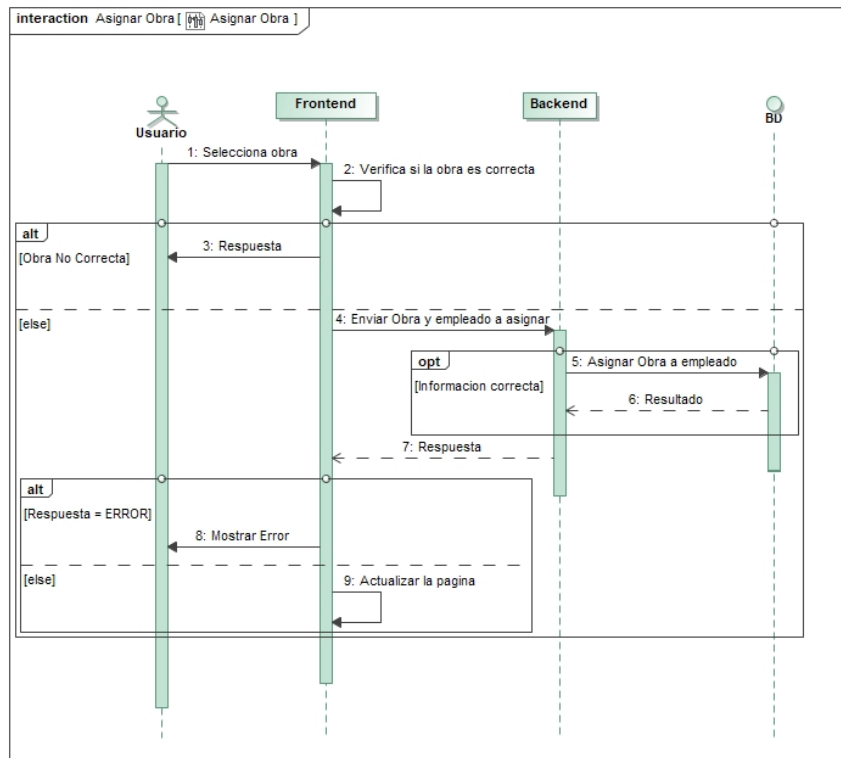 interaction Asignar Obra [ Asignar Obra ]
Usuario
Frontend
Backend
BD
1: Selecciona obra
2: Verifica si la obra es correcta
alt
[Obra No Correcta]
3: Respuesta
[else]
4: Enviar Obra y empleado a asignar
opt
[Informacion correcta]
5: Asignar Obra a empleado
6: Resultado
7: Respuesta
alt
[Respuesta = ERROR]
8: Mostrar Error
[else]
9: Actualizar la pagina